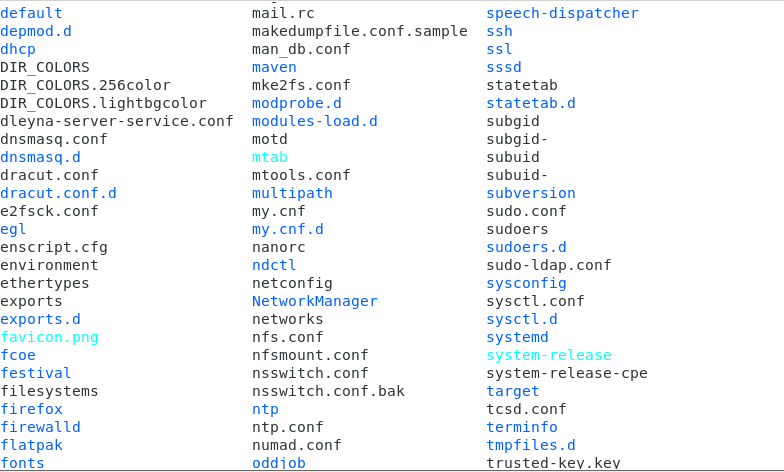 default mail.rc speech-dispatcher
depmod.d makedumpfile.conf.sample ssh
dhcp man_db.conf ssl
DIR_COLORS maven sssd
DIR_COLORS.256color mke2fs.conf statetab
DIR_COLORS.lightbgcolor modprobe.d statetab.d
dleyna-server-service.conf modules-load.d subgid
dnsmasq.conf motd subgid-
dnsmasq.d mtab subuid
dracut.conf mtools.conf subuid-
dracut.conf.d multipath subversion
e2fsck.conf my.cnf sudo.conf
egl my.cnf.d sudoers
enscript.cfg nanorc sudoers.d
environment ndctl sudo-ldap.conf
ethertypes netconfig sysconfig
exports NetworkManager sysctl.conf
exports.d networks sysctl.d
favicon.png nfs.conf systemd
fcoe nfsmount.conf system-release
festival nsswitch.conf system-release-cpe
filesystems nsswitch.conf.bak target
firefox ntp tcsd.conf
firewalld ntp.conf terminfo
flatpak numad.conf tmpfiles.d
fonts oddjob trusted-key.key